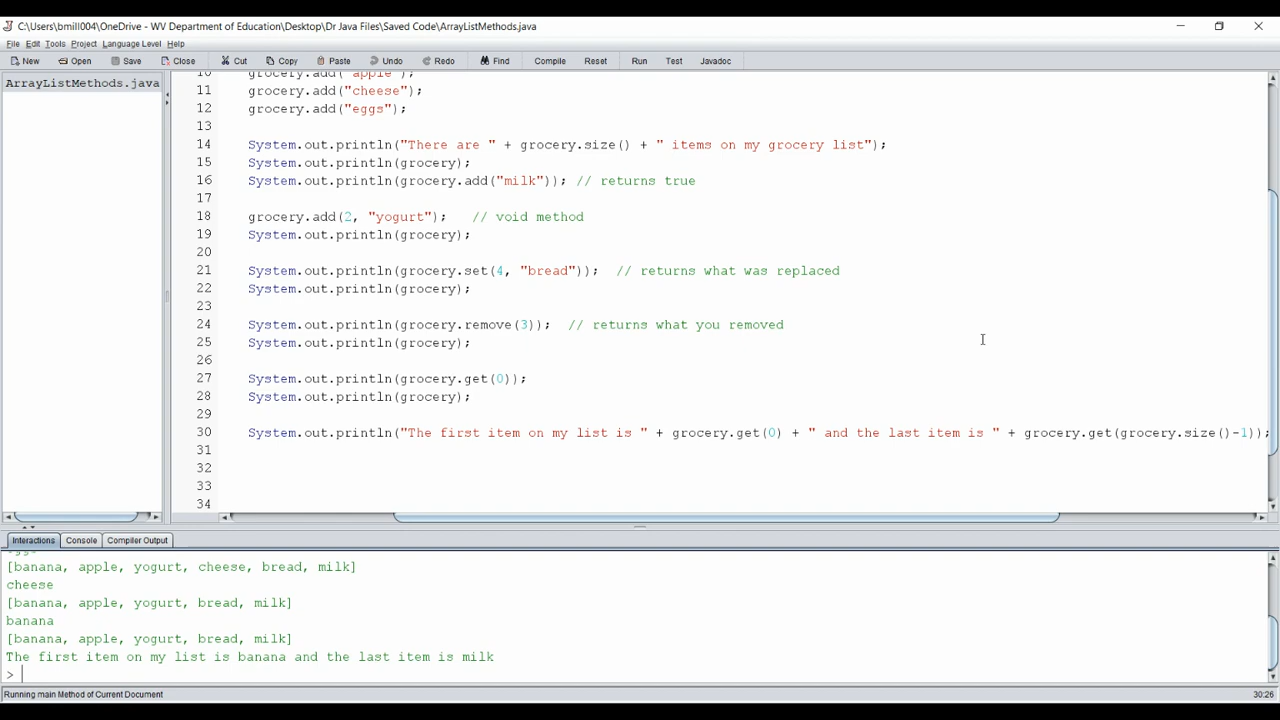 C:\Users\bmill004\OneDrive - WV Department of Education\Desktop\Dr Java Files\Saved Code\ArrayListMethods.java
File Edit Tools Project Language Level Help
New Open Save Close Cut Copy Paste Undo Redo Find Compile Reset Run Test Javadoc
ArrayListMethods.java
10 grocery.add("apple");
11 grocery.add("cheese");
12 grocery.add("eggs");
13
14 System.out.println("There are " + grocery.size() + " items on my grocery list");
15 System.out.println(grocery);
16 System.out.println(grocery.add("milk")); // returns true
17
18 grocery.add(2, "yogurt"); // void method
19 System.out.println(grocery);
20
21 System.out.println(grocery.set(4, "bread")); // returns what was replaced
22 System.out.println(grocery);
23
24 System.out.println(grocery.remove(3)); // returns what you removed
25 System.out.println(grocery);
26
27 System.out.println(grocery.get(0));
28 System.out.println(grocery);
29
30 System.out.println("The first item on my list is " + grocery.get(0) + " and the last item is " + grocery.get(grocery.size()-1));
31
32
33
34
Interactions Console Compiler Output
eggs
[banana, apple, yogurt, cheese, bread, milk]
cheese
[banana, apple, yogurt, bread, milk]
banana
[banana, apple, yogurt, bread, milk]
The first item on my list is banana and the last item is milk
>
Running main Method of Current Document
30:26